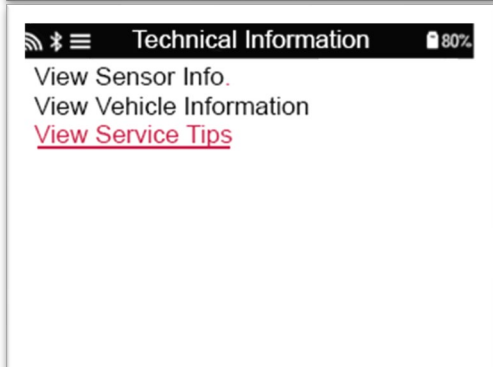 Technical Information 80%
View Sensor Info.
View Vehicle Information
View Service Tips